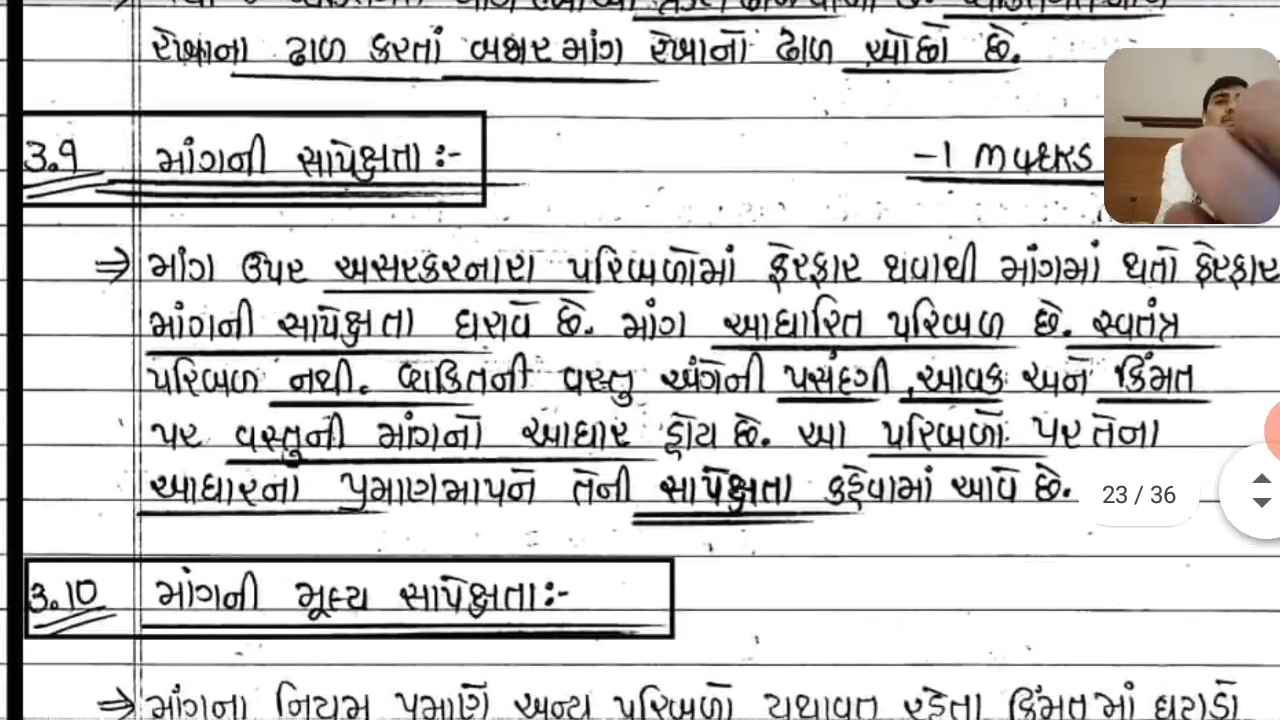 રેખાના ઢાળ કરતાં બજાર માંગ રેખાનો ઢાળ ઓછો છે.
3.9 માંગની સાપેક્ષતા :-
-1 માર્ક્સ
⇒ માંગ ઉપર અસરકરનારા પરિબળોમાં ફેરફાર થવાથી માંગમાં થતો ફેરફાર
માંગની સાપેક્ષતા ધરાવે છે. માંગ આધારિત પરિબળ છે. સ્વતંત્ર
પરિબળ નથી. વ્યક્તિની વસ્તુ અંગેની પસંદગી, આવક અને કિંમત
પર વસ્તુની માંગનો આધાર હોય છે. આ પરિબળો પર તેના
આધારના પ્રમાણમાપને તેની સાપેક્ષતા કહેવામાં આવે છે.
23 / 36
3.10 માંગની મૂલ્ય સાપેક્ષતા:-
⇒ માંગના નિયમ પ્રમાણે અન્ય પરિબળો યથાવત રહેતા કિંમતમાં ઘટાડો